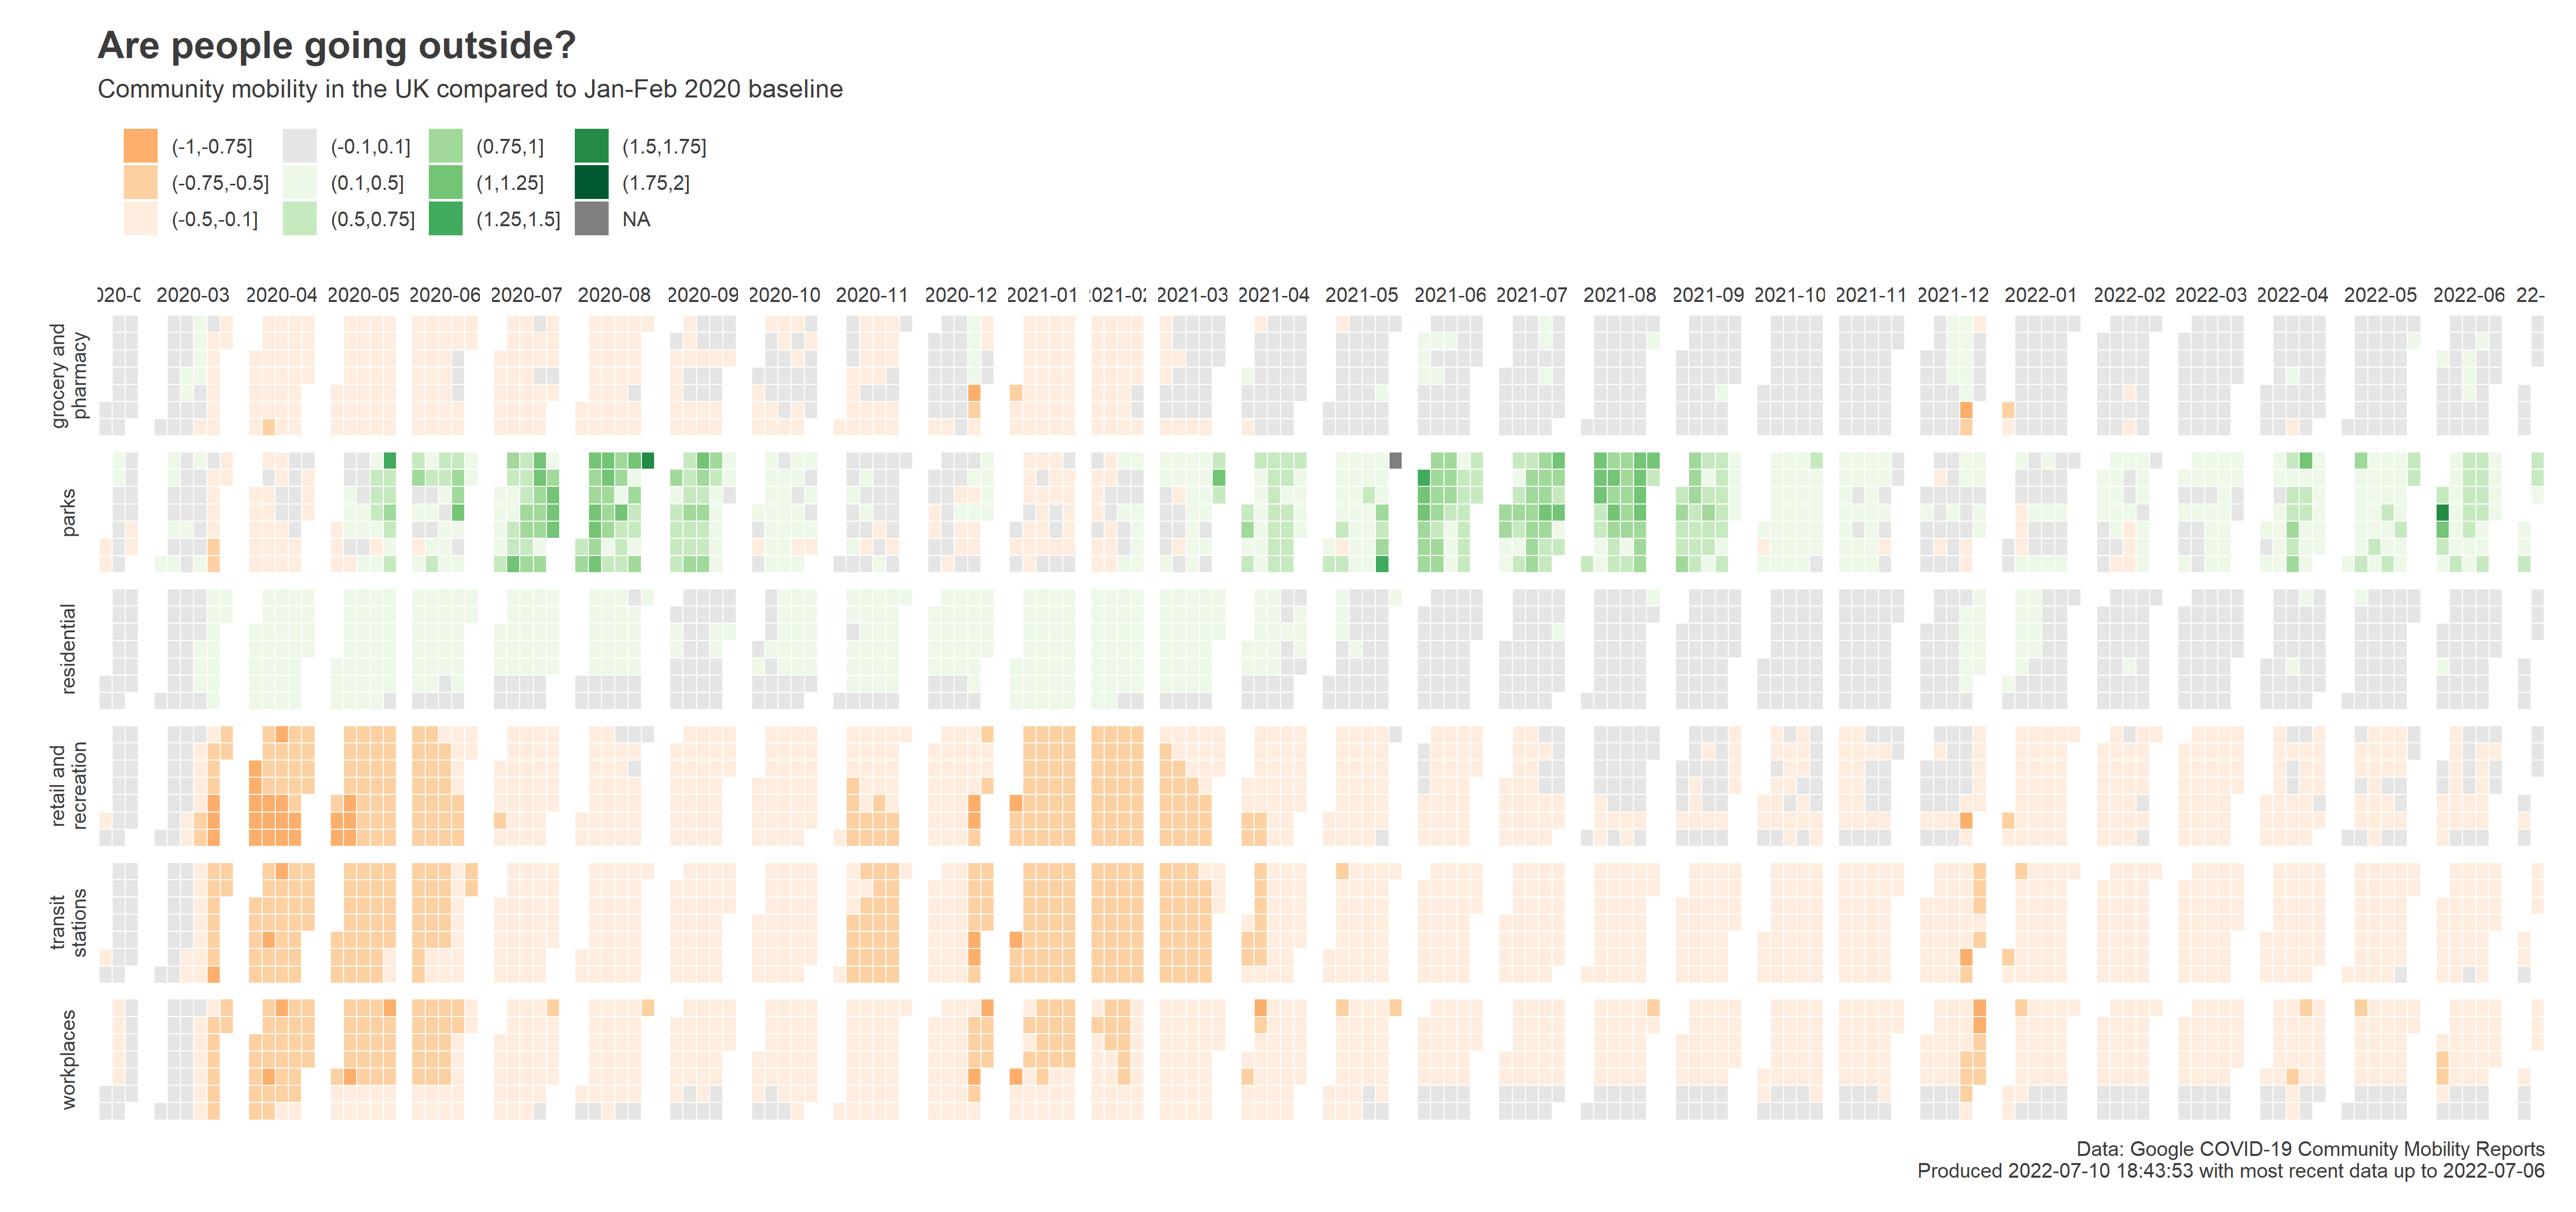 Are people going outside?
Community mobility in the UK compared to Jan-Feb 2020 baseline
(-1,-0.75] (-0.1,0.1] (0.75,1] (1.5,1.75]
(-0.75,-0.5] (0.1,0.5] (1,1.25] (1.75,2]
(-0.5,-0.1] (0.5,0.75] (1.25,1.5] NA
020-0 2020-03 2020-04 2020-05 2020-06 2020-07 2020-08 2020-09 2020-10 2020-11 2020-12 2021-01 2021-02 2021-03 2021-04 2021-05 2021-06 2021-07 2021-08 2021-09 2021-10 2021-11 2021-12 2022-01 2022-02 2022-03 2022-04 2022-05 2022-06 22-
grocery and
pharmacy
parks
residential
retail and
recreation
transit
stations
workplaces
Data: Google COVID-19 Community Mobility Reports
Produced 2022-07-10 18:43:53 with most recent data up to 2022-07-06